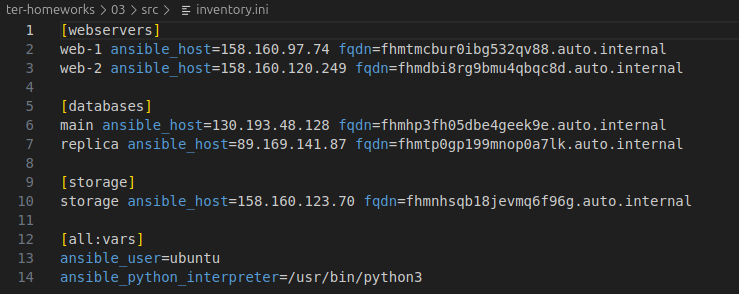 ter-homeworks > 03 > src > inventory.ini
1 [webservers]
2 web-1 ansible_host=158.160.97.74 fqdn=fhmtmcbur0ibg532qv88.auto.internal
3 web-2 ansible_host=158.160.120.249 fqdn=fhmdbi8rg9bmu4qbqc8d.auto.internal
4
5 [databases]
6 main ansible_host=130.193.48.128 fqdn=fhmhp3fh05dbe4geek9e.auto.internal
7 replica ansible_host=89.169.141.87 fqdn=fhmtp0gp199mnop0a7lk.auto.internal
8
9 [storage]
10 storage ansible_host=158.160.123.70 fqdn=fhmnhsqb18jevmq6f96g.auto.internal
11
12 [all:vars]
13 ansible_user=ubuntu
14 ansible_python_interpreter=/usr/bin/python3